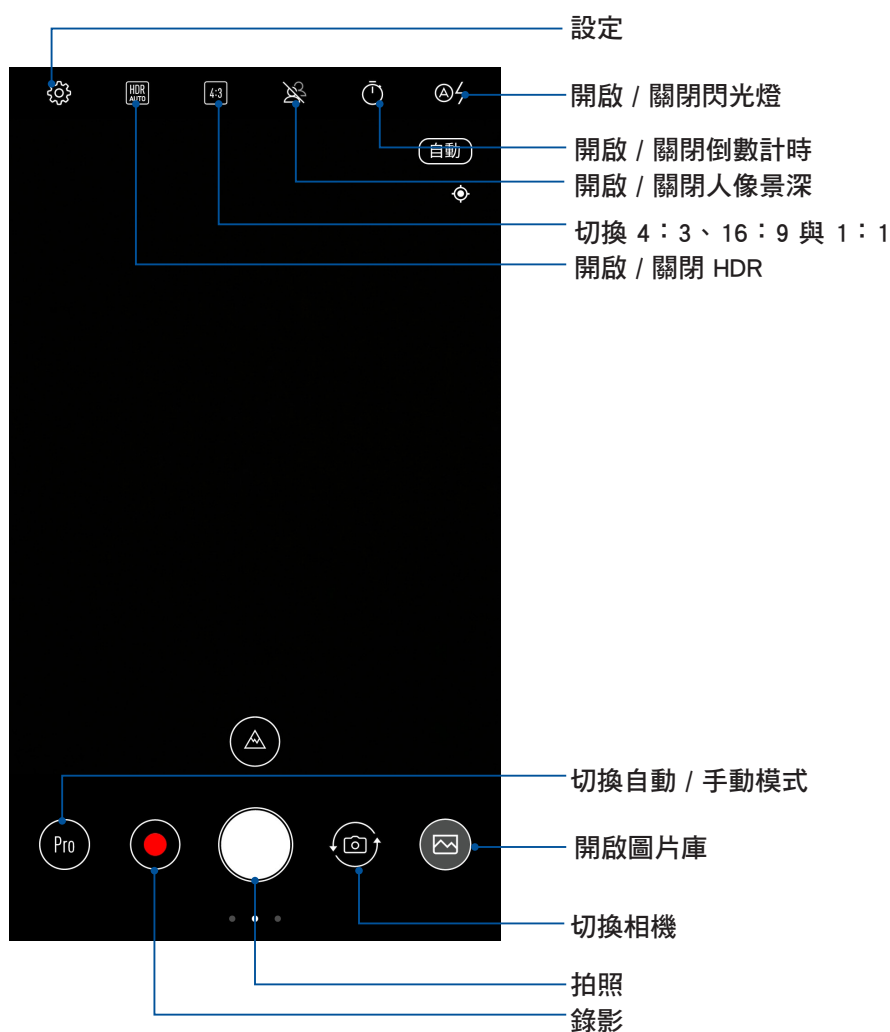 設定
HDR
AUTO
4:3
A
開啟 / 關閉閃光燈
自動
開啟 / 關閉倒數計時
開啟 / 關閉人像景深
切換 4：3、16：9 與 1：1
開啟 / 關閉 HDR
切換自動 / 手動模式
Pro
開啟圖片庫
切換相機
拍照
錄影